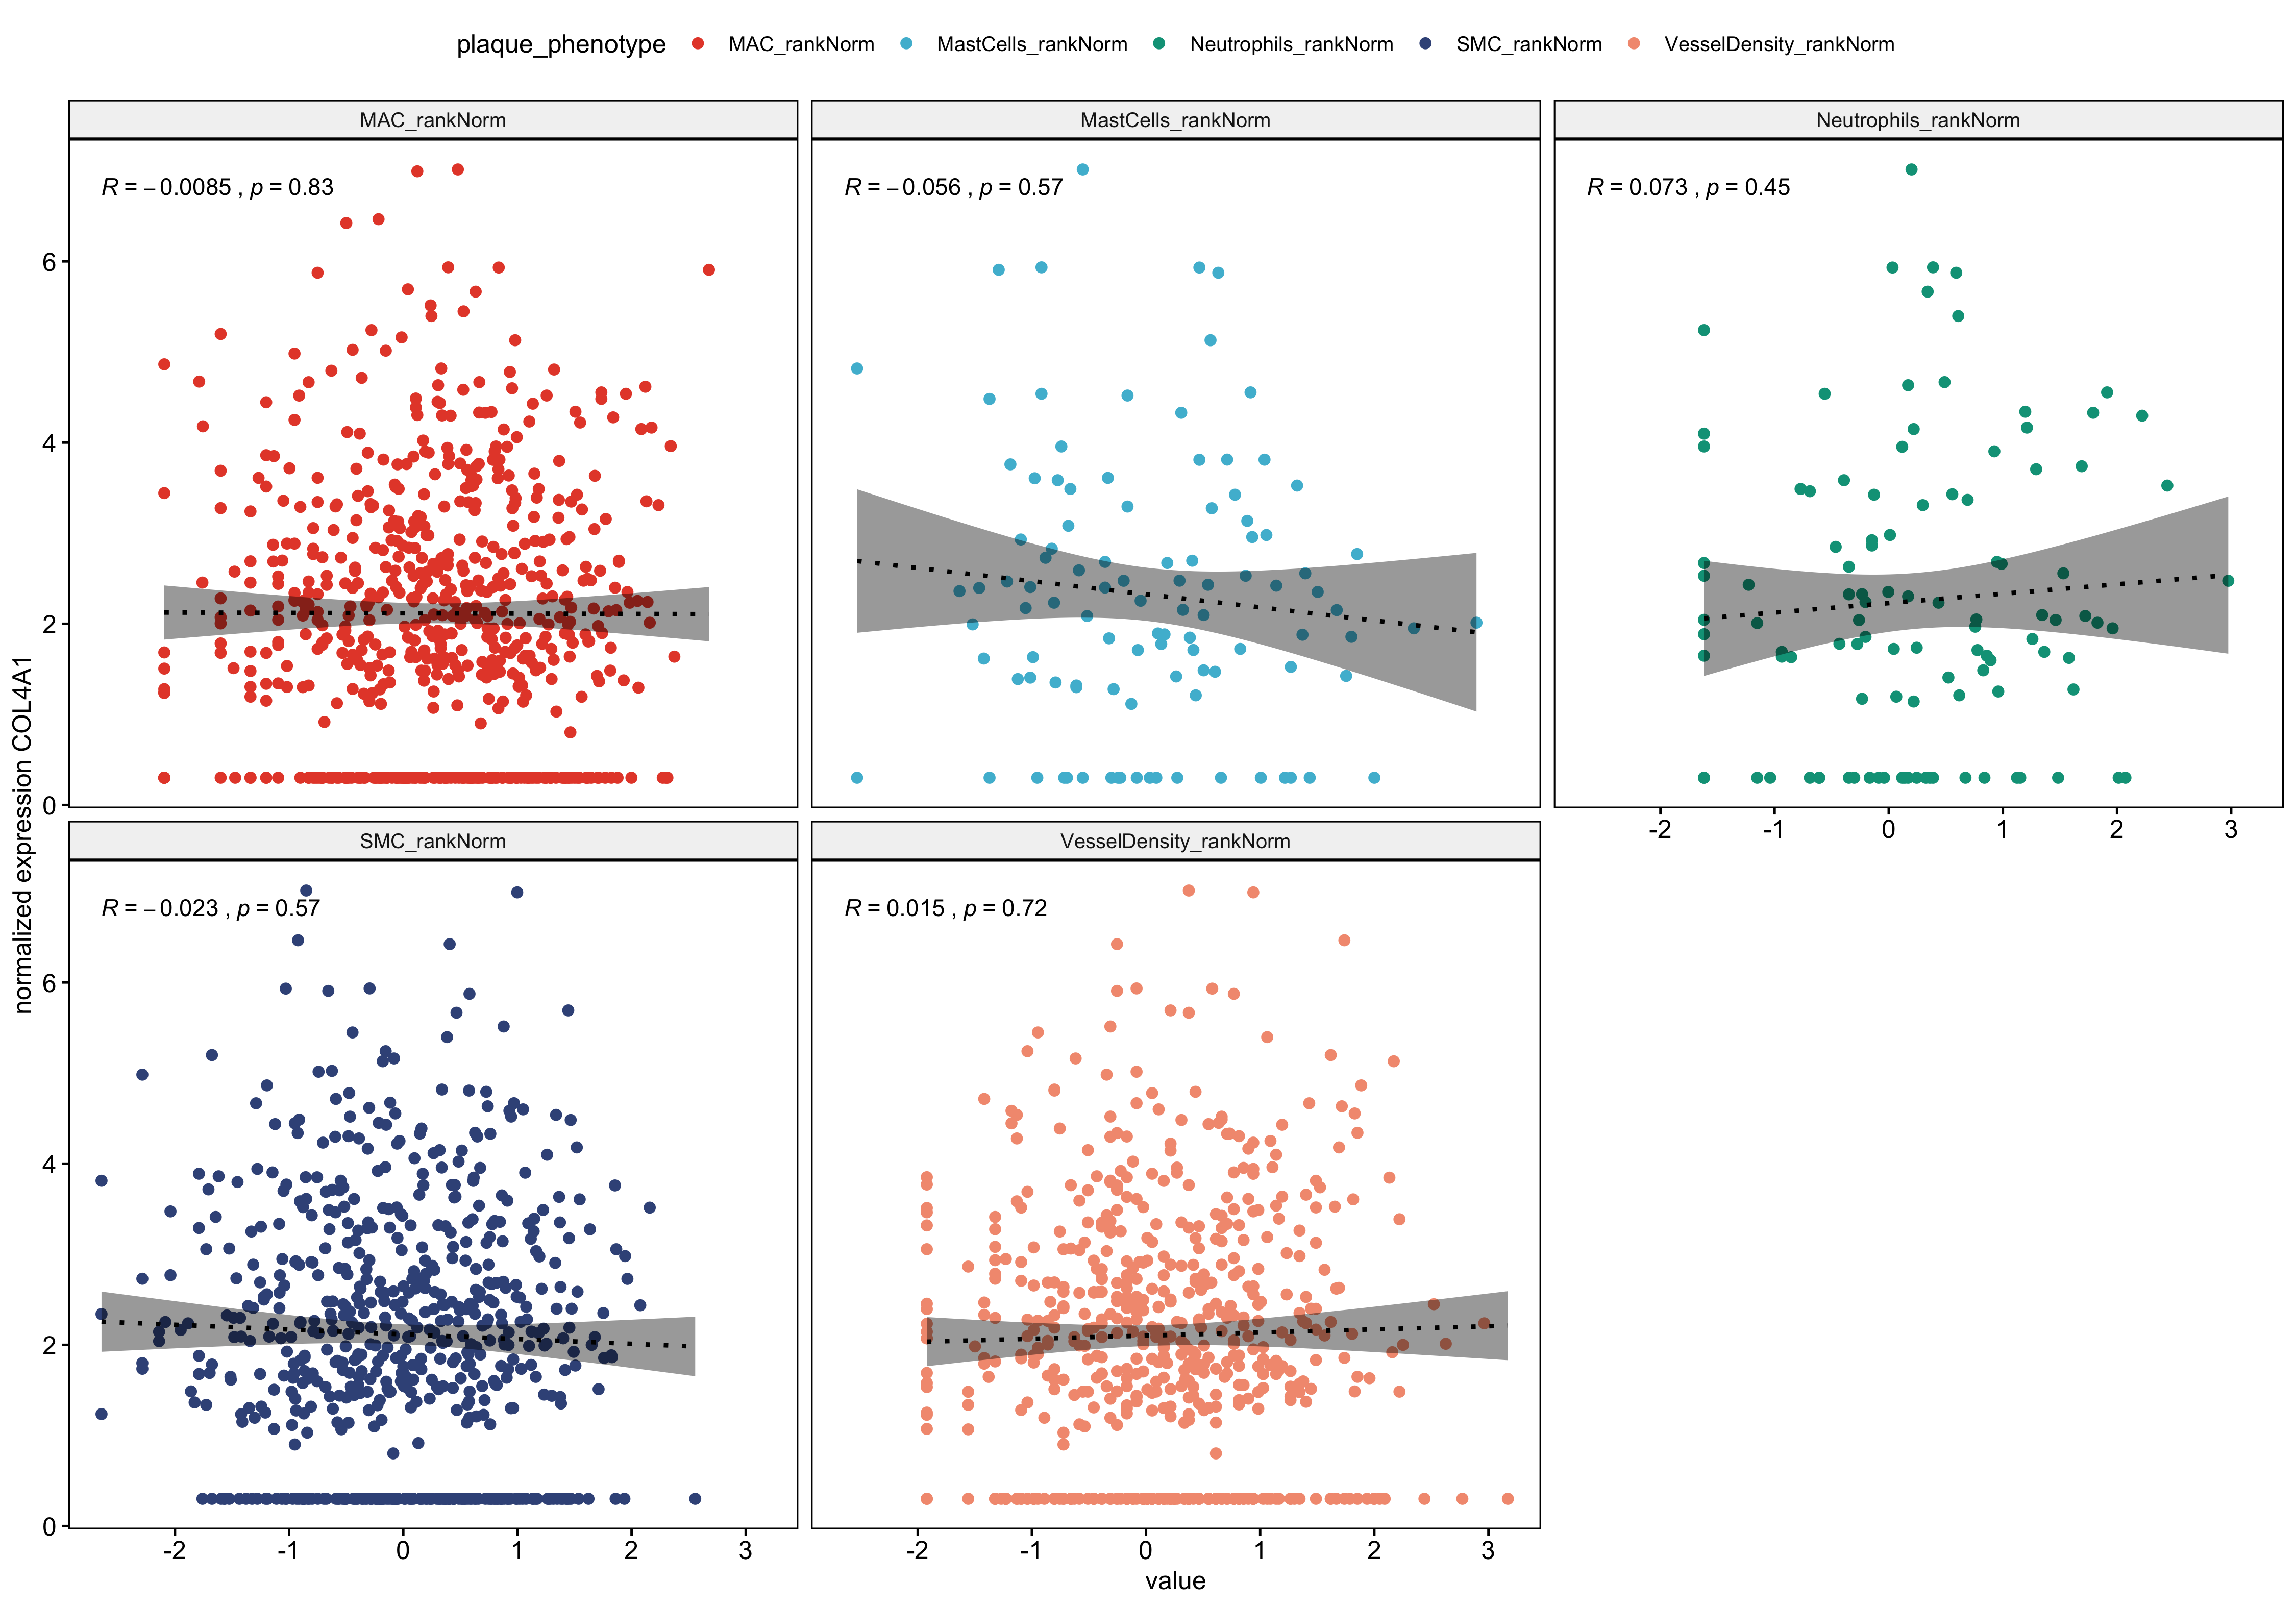 plaque_phenotype MAC_rankNorm MastCells_rankNorm Neutrophils_rankNorm SMC_rankNorm VesselDensity_rankNorm
MAC_rankNorm
R = −0.0085 , p = 0.83
MastCells_rankNorm
R = −0.056 , p = 0.57
Neutrophils_rankNorm
R = 0.073 , p = 0.45
6
4
2
0
-2 -1 0 1 2 3
normalized expression COL4A1
SMC_rankNorm
R = −0.023 , p = 0.57
VesselDensity_rankNorm
R = 0.015 , p = 0.72
6
4
2
0
-2 -1 0 1 2 3
-2 -1 0 1 2 3
value